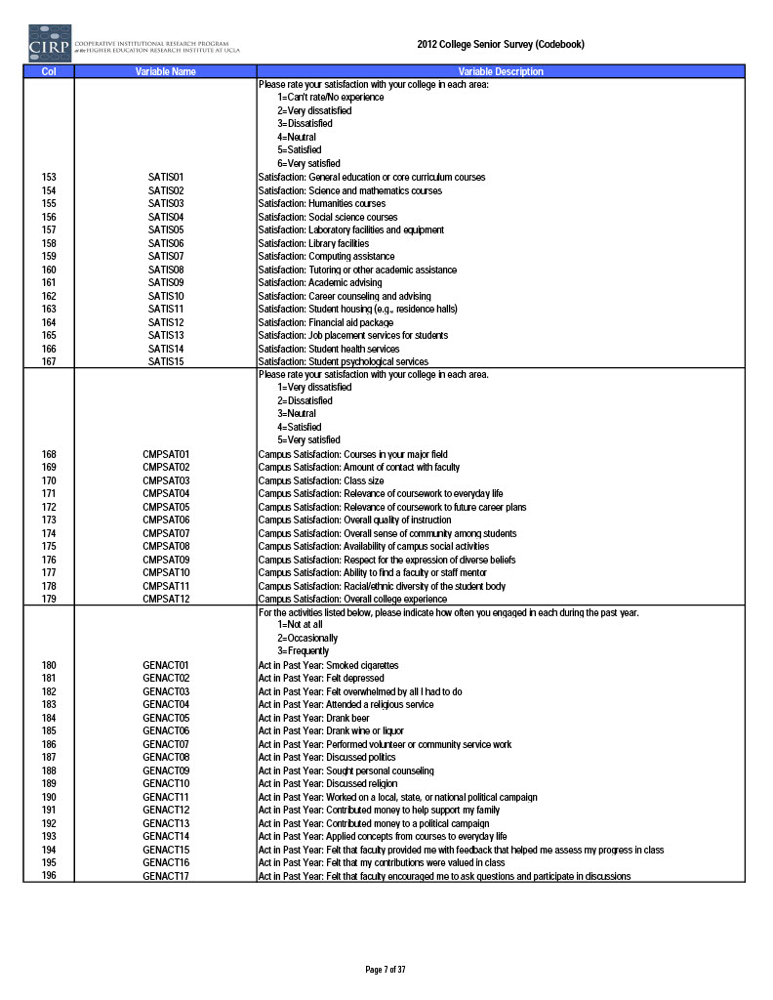 CIRP COOPERATIVE INSTITUTIONAL RESEARCH PROGRAM
at the HIGHER EDUCATION RESEARCH INSTITUTE AT UCLA
2012 College Senior Survey (Codebook)
Col Variable Name Variable Description
Please rate your satisfaction with your college in each area:
1=Can't rate/No experience
2=Very dissatisfied
3=Dissatisfied
4=Neutral
5=Satisfied
6=Very satisfied
153 SATIS01 Satisfaction: General education or core curriculum courses
154 SATIS02 Satisfaction: Science and mathematics courses
155 SATIS03 Satisfaction: Humanities courses
156 SATIS04 Satisfaction: Social science courses
157 SATIS05 Satisfaction: Laboratory facilities and equipment
158 SATIS06 Satisfaction: Library facilities
159 SATIS07 Satisfaction: Computing assistance
160 SATIS08 Satisfaction: Tutoring or other academic assistance
161 SATIS09 Satisfaction: Academic advising
162 SATIS10 Satisfaction: Career counseling and advising
163 SATIS11 Satisfaction: Student housing (e.g., residence halls)
164 SATIS12 Satisfaction: Financial aid package
165 SATIS13 Satisfaction: Job placement services for students
166 SATIS14 Satisfaction: Student health services
167 SATIS15 Satisfaction: Student psychological services
Please rate your satisfaction with your college in each area.
1=Very dissatisfied
2=Dissatisfied
3=Neutral
4=Satisfied
5=Very satisfied
168 CMPSAT01 Campus Satisfaction: Courses in your major field
169 CMPSAT02 Campus Satisfaction: Amount of contact with faculty
170 CMPSAT03 Campus Satisfaction: Class size
171 CMPSAT04 Campus Satisfaction: Relevance of coursework to everyday life
172 CMPSAT05 Campus Satisfaction: Relevance of coursework to future career plans
173 CMPSAT06 Campus Satisfaction: Overall quality of instruction
174 CMPSAT07 Campus Satisfaction: Overall sense of community among students
175 CMPSAT08 Campus Satisfaction: Availability of campus social activities
176 CMPSAT09 Campus Satisfaction: Respect for the expression of diverse beliefs
177 CMPSAT10 Campus Satisfaction: Ability to find a faculty or staff mentor
178 CMPSAT11 Campus Satisfaction: Racial/ethnic diversity of the student body
179 CMPSAT12 Campus Satisfaction: Overall college experience
For the activities listed below, please indicate how often you engaged in each during the past year.
1=Not at all
2=Occasionally
3=Frequently
180 GENACT01 Act in Past Year: Smoked cigarettes
181 GENACT02 Act in Past Year: Felt depressed
182 GENACT03 Act in Past Year: Felt overwhelmed by all I had to do
183 GENACT04 Act in Past Year: Attended a religious service
184 GENACT05 Act in Past Year: Drank beer
185 GENACT06 Act in Past Year: Drank wine or liquor
186 GENACT07 Act in Past Year: Performed volunteer or community service work
187 GENACT08 Act in Past Year: Discussed politics
188 GENACT09 Act in Past Year: Sought personal counseling
189 GENACT10 Act in Past Year: Discussed religion
190 GENACT11 Act in Past Year: Worked on a local, state, or national political campaign
191 GENACT12 Act in Past Year: Contributed money to help support my family
192 GENACT13 Act in Past Year: Contributed money to a political campaign
193 GENACT14 Act in Past Year: Applied concepts from courses to everyday life
194 GENACT15 Act in Past Year: Felt that faculty provided me with feedback that helped me assess my progress in class
195 GENACT16 Act in Past Year: Felt that my contributions were valued in class
196 GENACT17 Act in Past Year: Felt that faculty encouraged me to ask questions and participate in discussions
Page 7 of 37